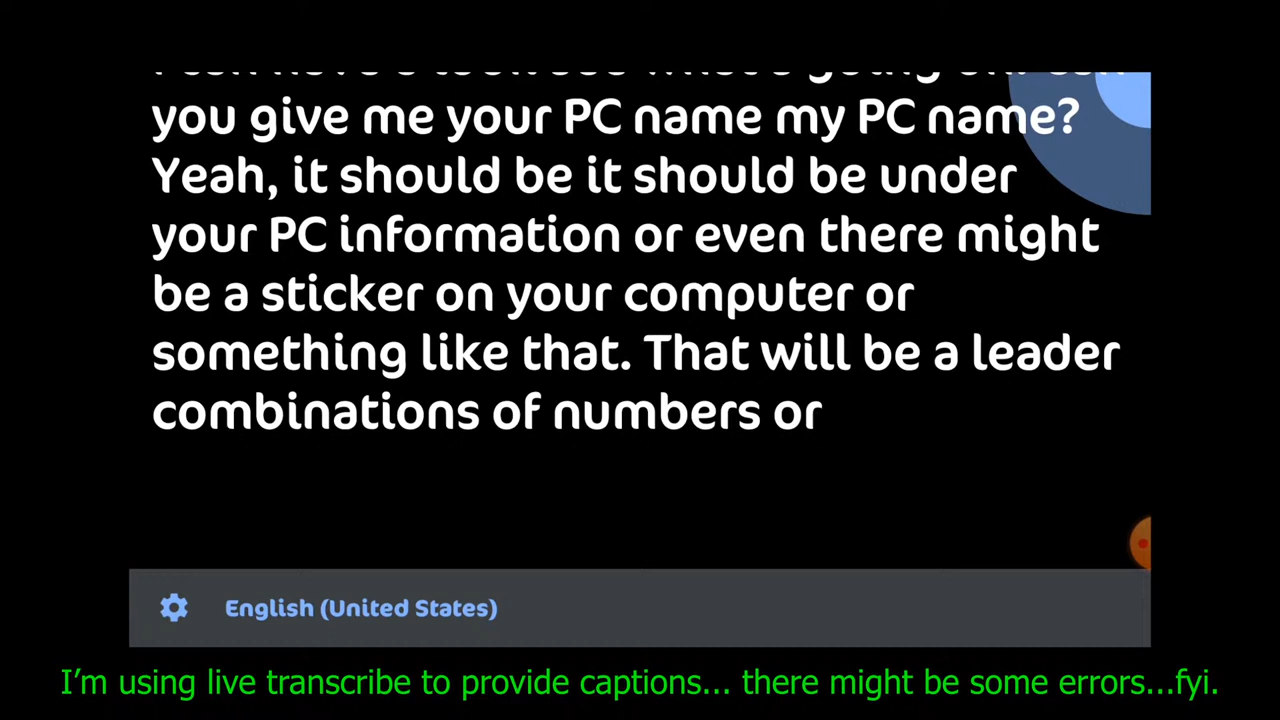 you give me your PC name my PC name?
Yeah, it should be it should be under
your PC information or even there might
be a sticker on your computer or
something like that. That will be a leader
combinations of numbers or
English (United States)
I'm using live transcribe to provide captions... there might be some errors...fyi.